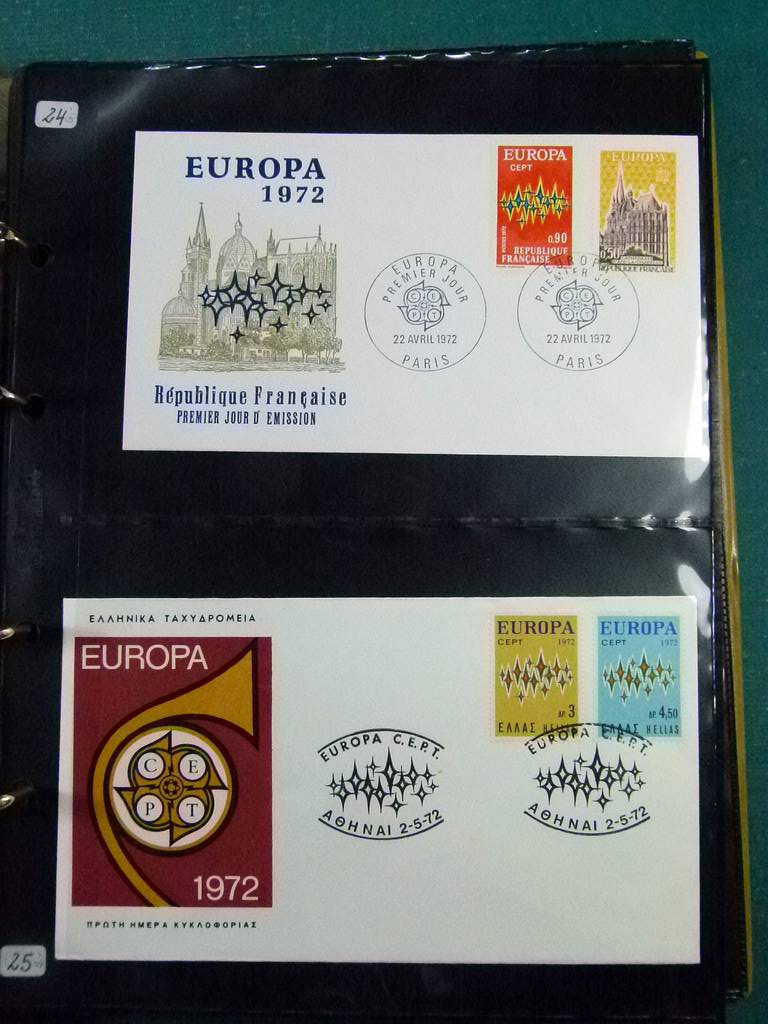 24
EUROPA
1972
République Française
PREMIER JOUR D' EMISSION
EUROPA
CEPT
0.90
REPUBLIQUE
FRANÇAISE
EUROPA
0,50
REPUBLIQUE FRANÇAISE
EUROPA
PREMIER JOUR
C E
P T
22 AVRIL 1972
PARIS
EUROPA
PREMIER JOUR
C E
P T
22 AVRIL 1972
PARIS
ΕΛΛΗΝΙΚΑ ΤΑΧΥΔΡΟΜΕΙΑ
EUROPA
C E
P T
1972
ΠΡΩΤΗ ΗΜΕΡΑ ΚΥΚΛΟΦΟΡΙΑΣ
EUROPA
CEPT 1972
ΔΡ. 3
ΕΛΛΑΣ HELLAS
EUROPA
CEPT 1972
ΔΡ. 4,50
ΕΛΛΑΣ HELLAS
EUROPA C.E.P.T.
ΑΘΗΝΑΙ 2-5-72
EUROPA C.E.P.T.
ΑΘΗΝΑΙ 2-5-72
25